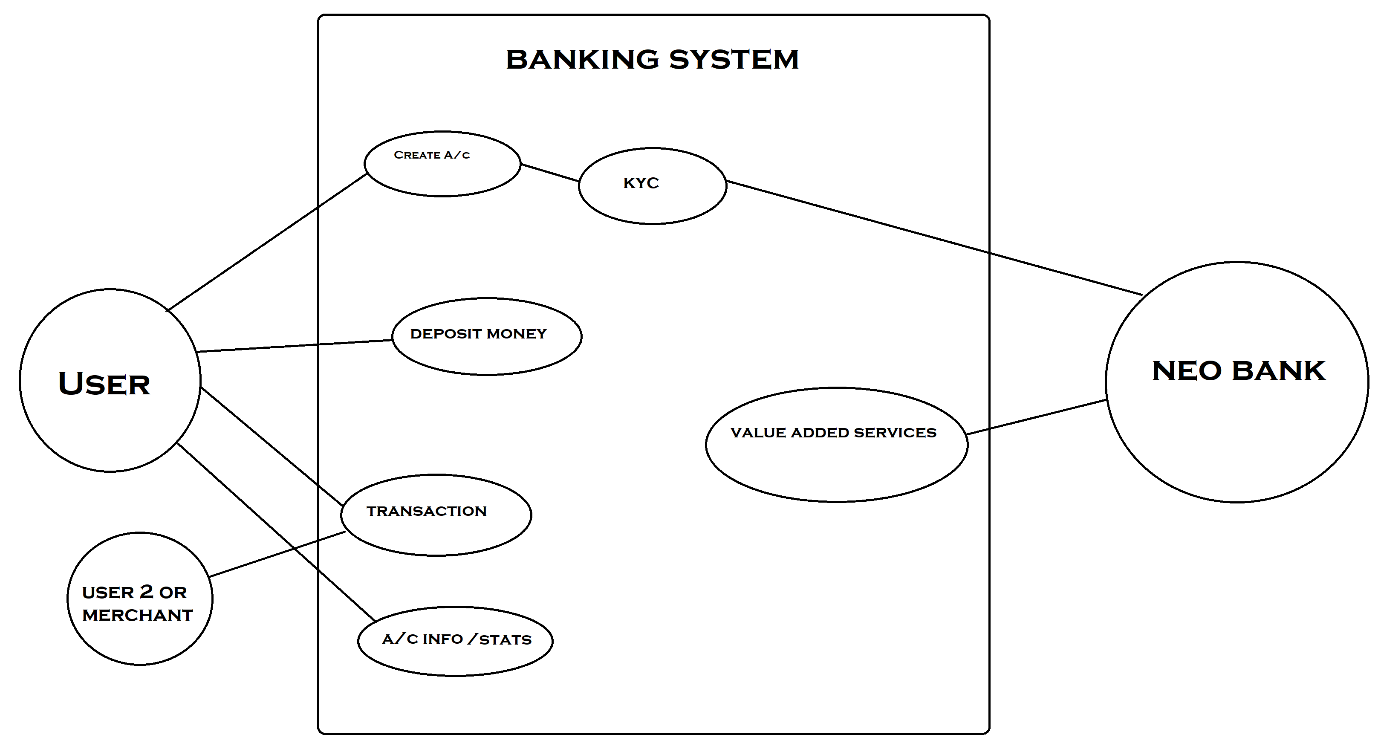 BANKING SYSTEM
CREATE A/C
KYC
DEPOSIT MONEY
USER
NEO BANK
VALUE ADDED SERVICES
TRANSACTION
USER 2 OR
MERCHANT
A/C INFO /STATS